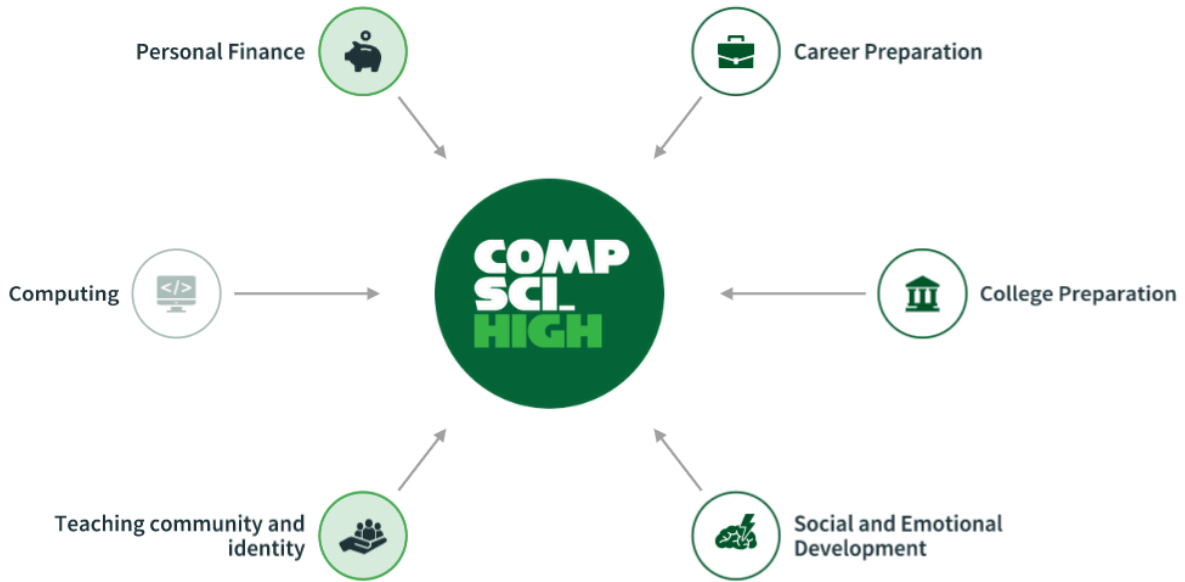 Personal Finance
Career Preparation
Computing
</>
COMP
SCI_
HIGH
College Preparation
Teaching community and
identity
Social and Emotional
Development